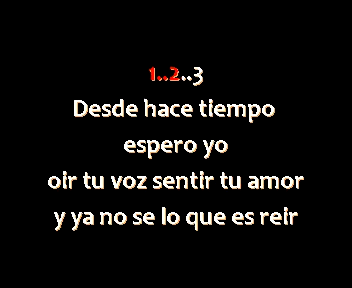 1..2..3
Desde hace tiempo
espero yo
oir tu voz sentir tu amor
y ya no se lo que es reir